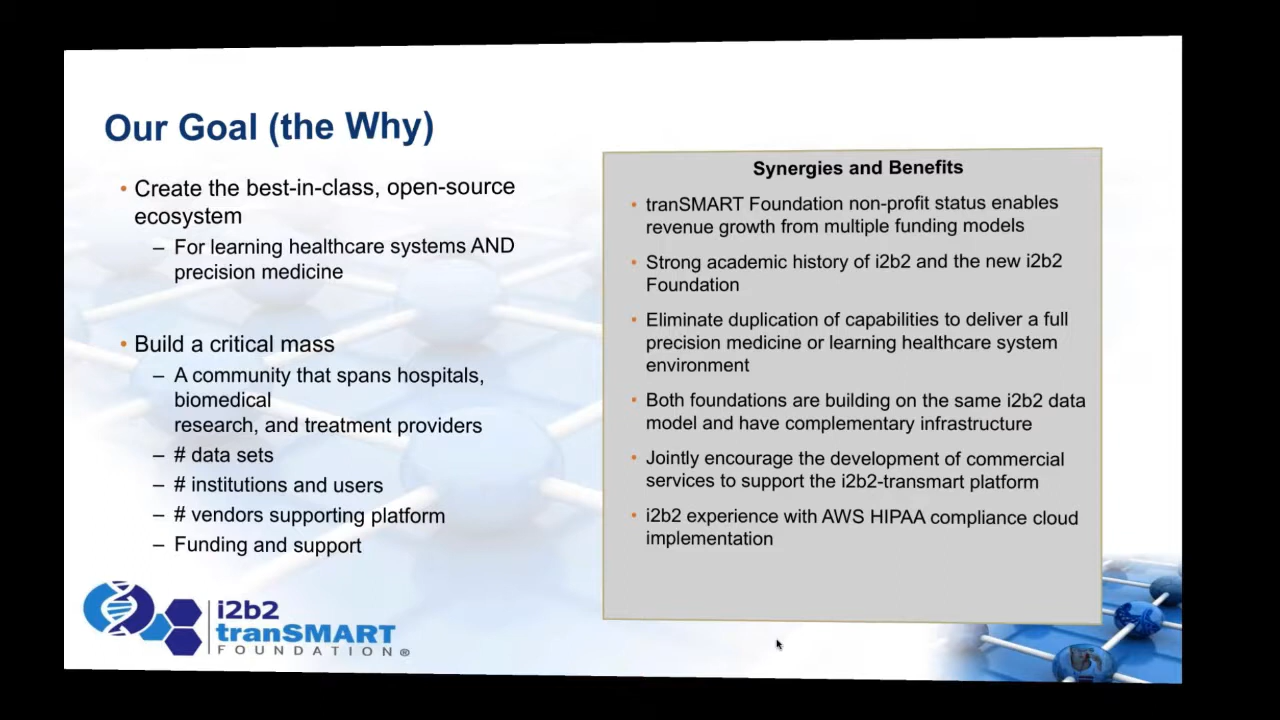 Our Goal (the Why)
• Create the best-in-class, open-source
ecosystem
– For learning healthcare systems AND
precision medicine
• Build a critical mass
– A community that spans hospitals,
biomedical
research, and treatment providers
– # data sets
– # institutions and users
– # vendors supporting platform
– Funding and support
Synergies and Benefits
• tranSMART Foundation non-profit status enables
revenue growth from multiple funding models
• Strong academic history of i2b2 and the new i2b2
Foundation
• Eliminate duplication of capabilities to deliver a full
precision medicine or learning healthcare system
environment
• Both foundations are building on the same i2b2 data
model and have complementary infrastructure
• Jointly encourage the development of commercial
services to support the i2b2-transmart platform
• i2b2 experience with AWS HIPAA compliance cloud
implementation
i2b2
tranSMART
FOUNDATION®